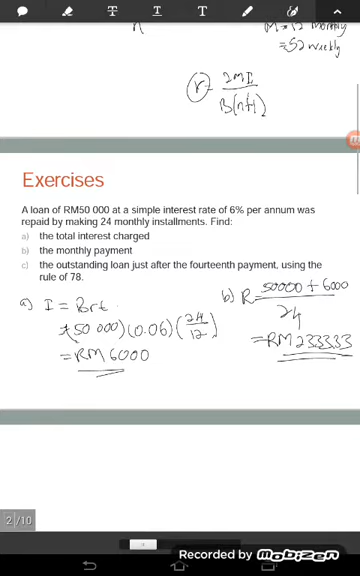 n
M = 12 monthly
= 52 weekly
r = 2MI / B(n+1)
Exercises
A loan of RM50 000 at a simple interest rate of 6% per annum was
repaid by making 24 monthly installments. Find:
a) the total interest charged
b) the monthly payment
c) the outstanding loan just after the fourteenth payment, using the
rule of 78.
a) I = Brt
= (50 000)(0.06)(24/12)
= RM 6000
b) R = 50000 + 6000 / 24
= RM 2333.33
2/10
Recorded by mobizen